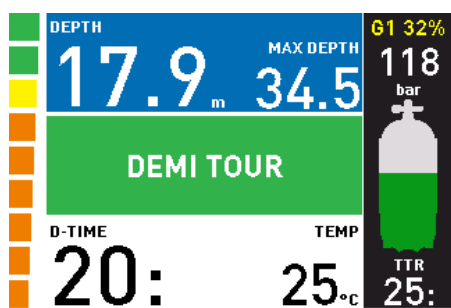 DEPTH
17.9 m
MAX DEPTH
34.5
G1 32%
118
bar
DEMI TOUR
D-TIME
20:
TEMP
25°C
TTR
25: